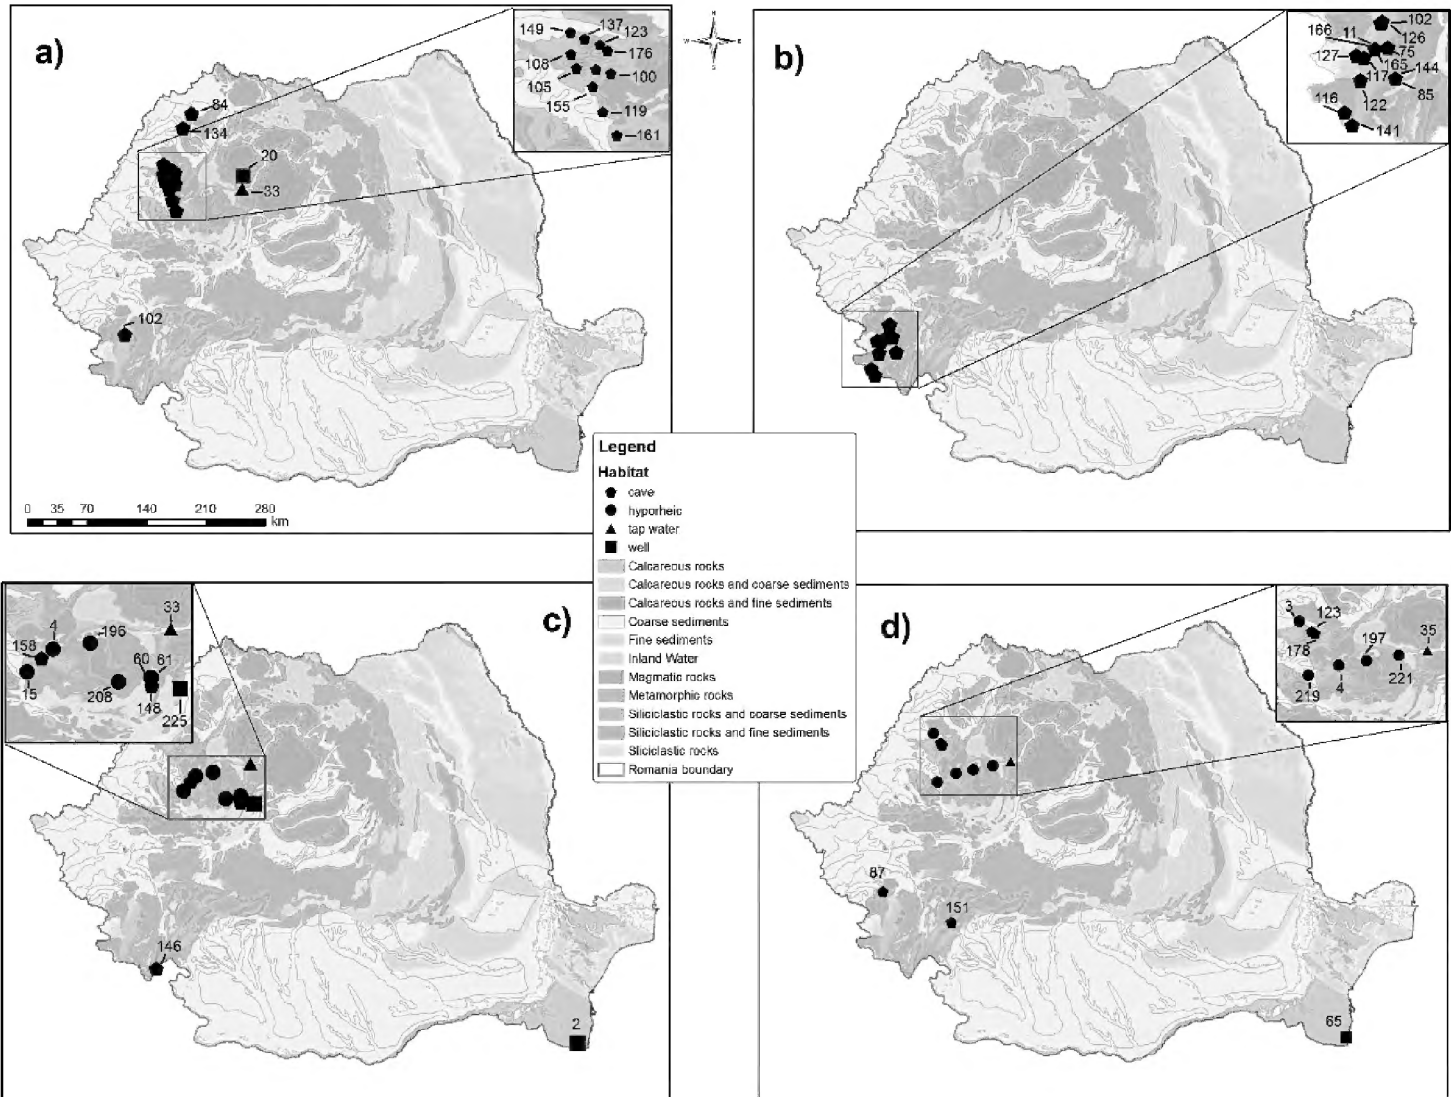 a)
84
134
20
33
102
149
137
123
108
176
105
100
155
119
161
N
W
E
S
0 35 70 140 210 280
km
b)
102
166
11
126
127
75
165
117
144
122
85
116
141
Legend
Habitat
cave
hyporheic
tap water
well
Calcareous rocks
Calcareous rocks and coarse sediments
Calcareous rocks and fine sediments
Coarse sediments
Fine sediments
Inland Water
Magmatic rocks
Metamorphic rocks
Siliciclastic rocks and coarse sediments
Siliciclastic rocks and fine sediments
Sliciclastic rocks
Romania boundary
c)
33
4
196
158
60
61
15
208
148
225
146
2
d)
3
123
178
197
35
219
4
221
87
151
65